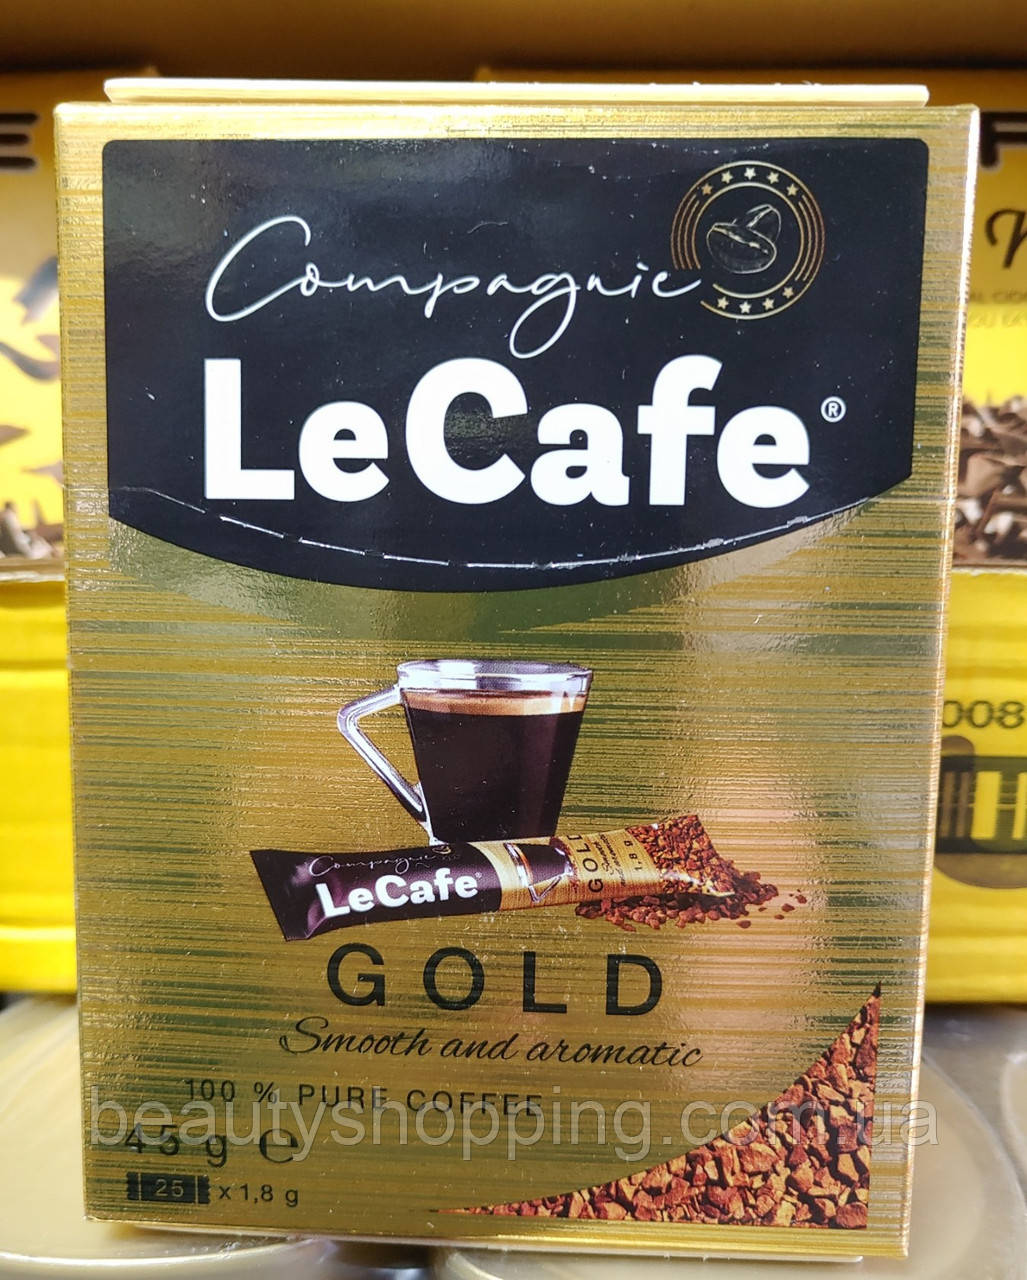 Compagnie
LeCafe®
Compagnie
LeCafe®
GOLD
1,8 g
GOLD
Smooth and aromatic
100 % PURE COFFEE
beautyshopping.com.ua
45 g ℮
25 x 1,8 g
008